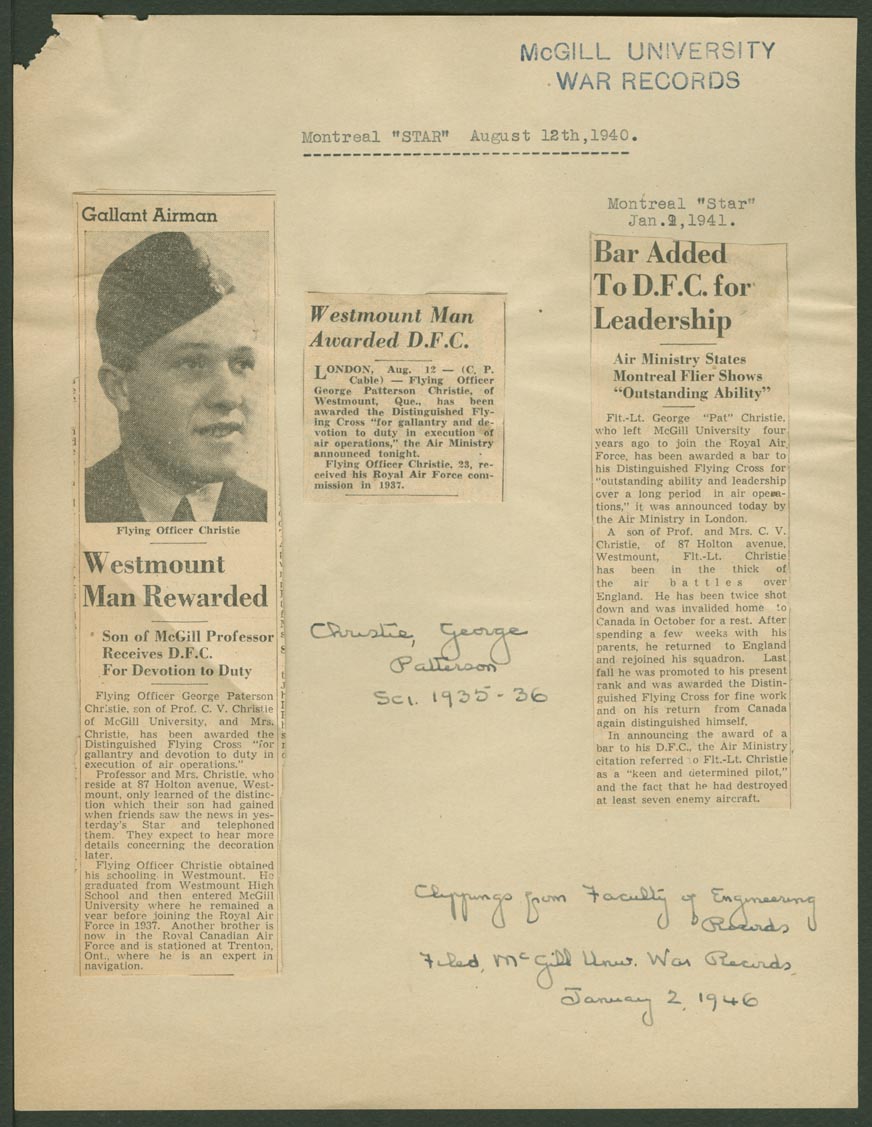 McGILL UNIVERSITY
WAR RECORDS
Montreal "STAR" August 12th,1940.
Gallant Airman
Flying Officer Christie
Westmount
Man Rewarded
Son of McGill Professor
Receives D.F.C.
For Devotion to Duty
Flying Officer George Paterson
Christie, son of Prof. C. V. Christie
of McGill University, and Mrs.
Christie, has been awarded the
Distinguished Flying Cross "for
gallantry and devotion to duty in
execution of air operations."
Professor and Mrs. Christie, who
reside at 87 Holton avenue, West-
mount, only learned of the distinc-
tion which their son had gained
when friends saw the news in yes-
terday's Star and telephoned
them. They expect to hear more
details concerning the decoration
later.
Flying Officer Christie obtained
his schooling in Westmount. He
graduated from Westmount High
School and then entered McGill
University where he remained a
year before joining the Royal Air
Force in 1937. Another brother is
now in the Royal Canadian Air
Force and is stationed at Trenton,
Ont., where he is an expert in
navigation.
Westmount Man
Awarded D.F.C.
LONDON, Aug. 12 — (C. P.
Cable) — Flying Officer
George Patterson Christie, of
Westmount, Que., has been
awarded the Distinguished Fly-
ing Cross "for gallantry and de-
votion to duty in execution of
air operations," the Air Ministry
announced tonight.
Flying Officer Christie, 23, re-
ceived his Royal Air Force com-
mission in 1937.
Christie, George
Patterson
Sci. 1935-36
Montreal "Star"
Jan. ,1941.
Bar Added
To D.F.C. for
Leadership
Air Ministry States
Montreal Flier Shows
"Outstanding Ability"
Flt.-Lt. George "Pat" Christie,
who left McGill University four
years ago to join the Royal Air
Force, has been awarded a bar to
his Distinguished Flying Cross for
"outstanding ability and leadership
over a long period in air opera-
tions," it was announced today by
the Air Ministry in London.
A son of Prof. and Mrs. C. V.
Christie, of 87 Holton avenue,
Westmount, Flt.-Lt. Christie
has been in the thick of
the air battles over
England. He has been twice shot
down and was invalided home to
Canada in October for a rest. After
spending a few weeks with his
parents, he returned to England
and rejoined his squadron. Last
fall he was promoted to his present
rank and was awarded the Distin-
guished Flying Cross for fine work
and on his return from Canada
again distinguished himself.
In announcing the award of a
bar to his D.F.C., the Air Ministry
citation referred to Flt.-Lt. Christie
as a "keen and determined pilot,"
and the fact that he had destroyed
at least seven enemy aircraft.
Clippings from Faculty of Engineering
Records
Filed, McGill Univ. War Records,
January 2, 1946